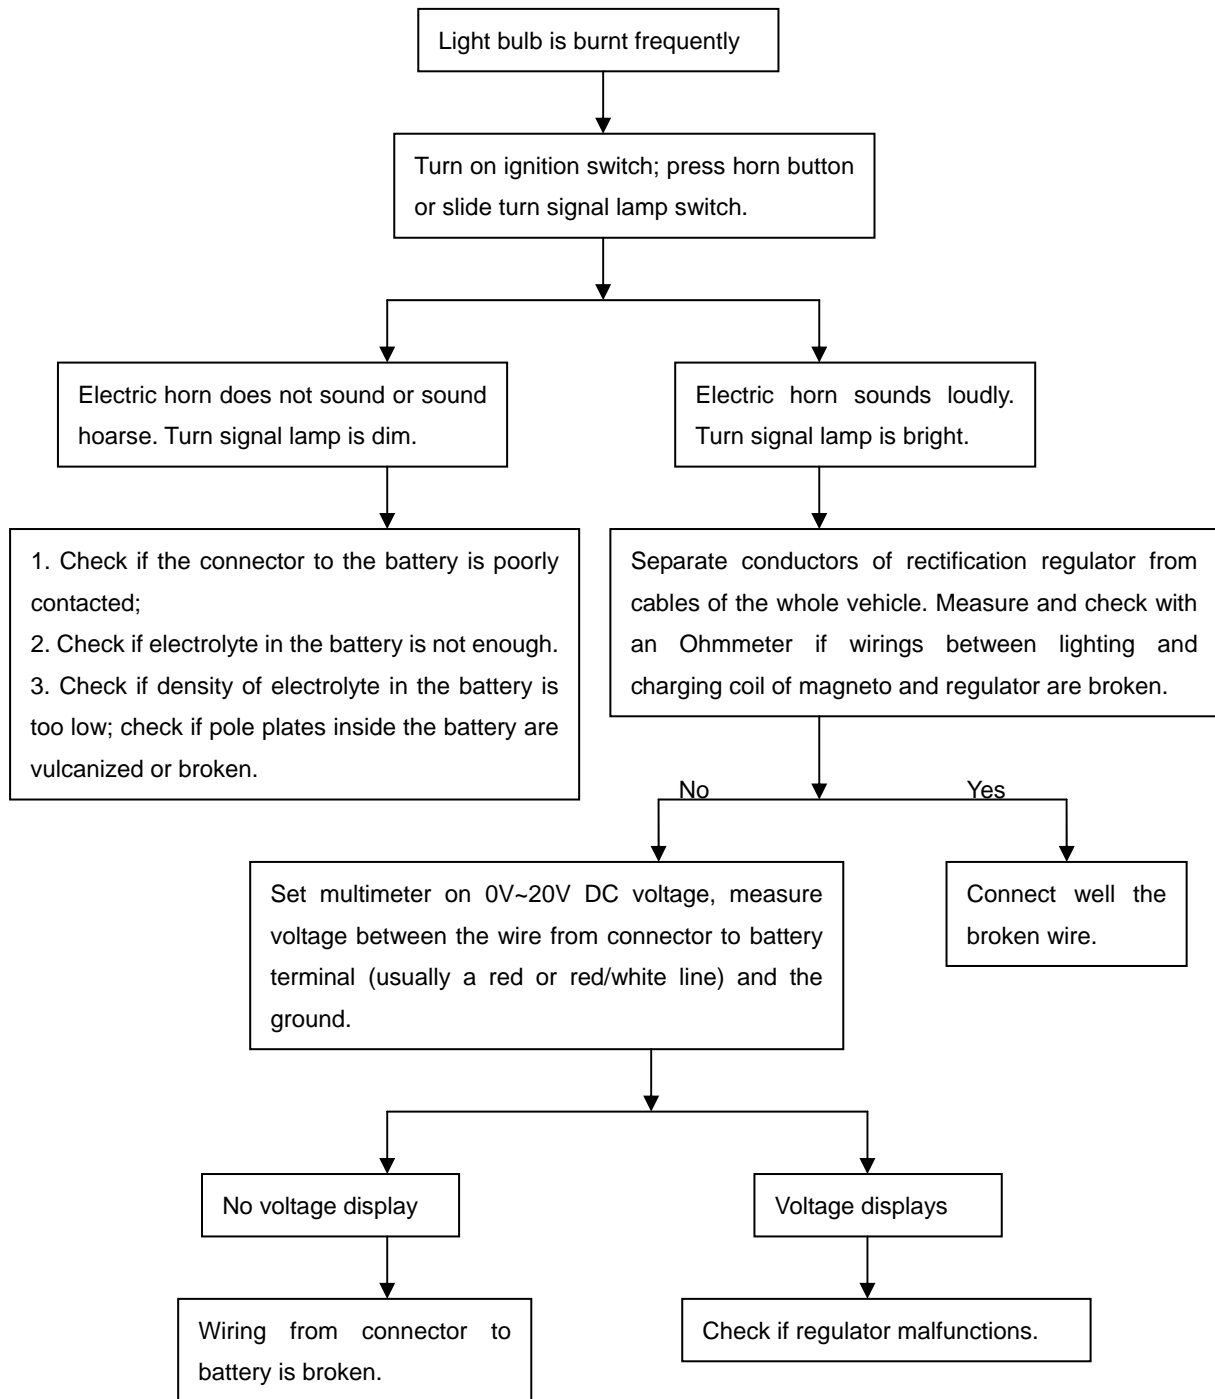 Light bulb is burnt frequently
Turn on ignition switch; press horn button
or slide turn signal lamp switch.
Electric horn does not sound or sound
hoarse. Turn signal lamp is dim.
Electric horn sounds loudly.
Turn signal lamp is bright.
1. Check if the connector to the battery is poorly
contacted;
2. Check if electrolyte in the battery is not enough.
3. Check if density of electrolyte in the battery is
too low; check if pole plates inside the battery are
vulcanized or broken.
Separate conductors of rectification regulator from
cables of the whole vehicle. Measure and check with
an Ohmmeter if wirings between lighting and
charging coil of magneto and regulator are broken.
No
Yes
Set multimeter on 0V~20V DC voltage, measure
voltage between the wire from connector to battery
terminal (usually a red or red/white line) and the
ground.
Connect well the
broken wire.
No voltage display
Voltage displays
Wiring from connector to
battery is broken.
Check if regulator malfunctions.